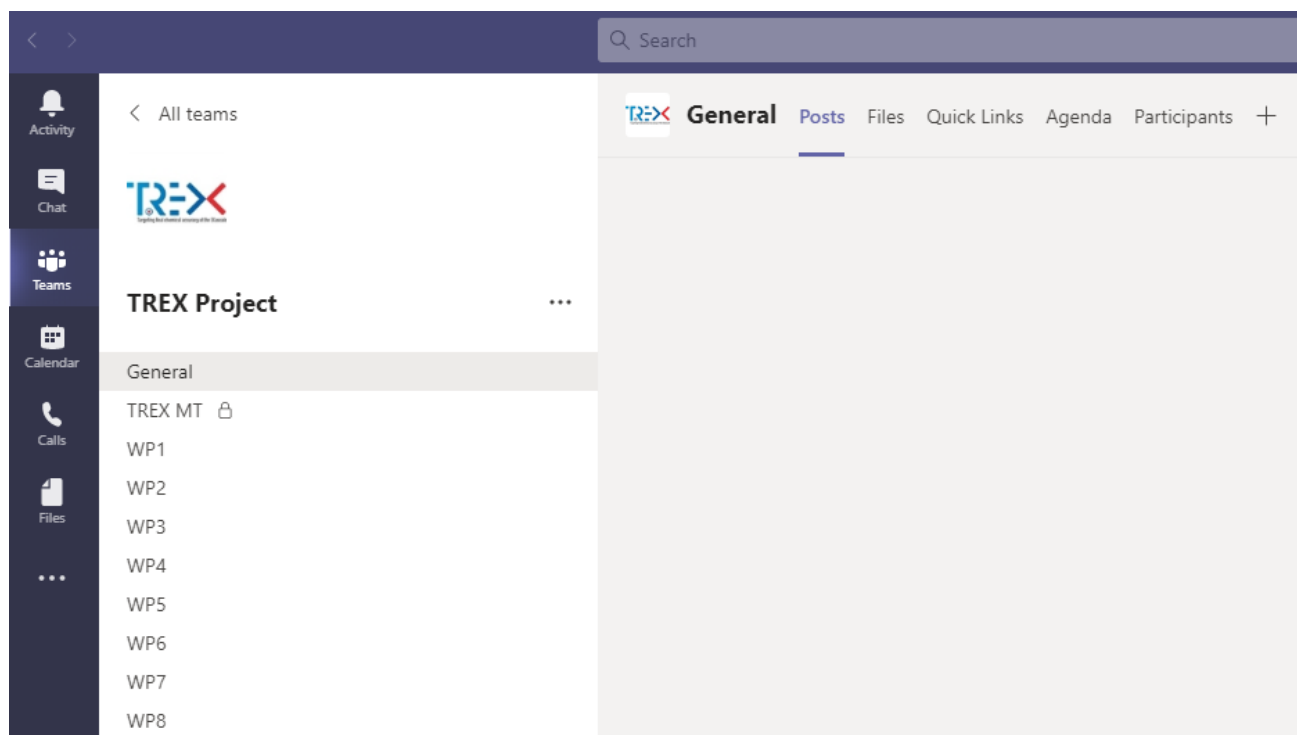 Search
Activity
Chat
Teams
Calendar
Calls
Files
All teams
TREX
TREX Project
General
TREX MT
WP1
WP2
WP3
WP4
WP5
WP6
WP7
WP8
TREX General Posts Files Quick Links Agenda Participants